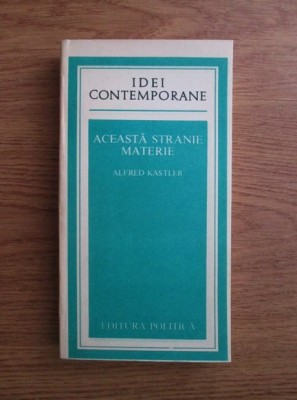 IDEI
CONTEMPORANE
ACEASTĂ STRANIE
MATERIE
ALFRED KASTLER
EDITURA POLITICĂ